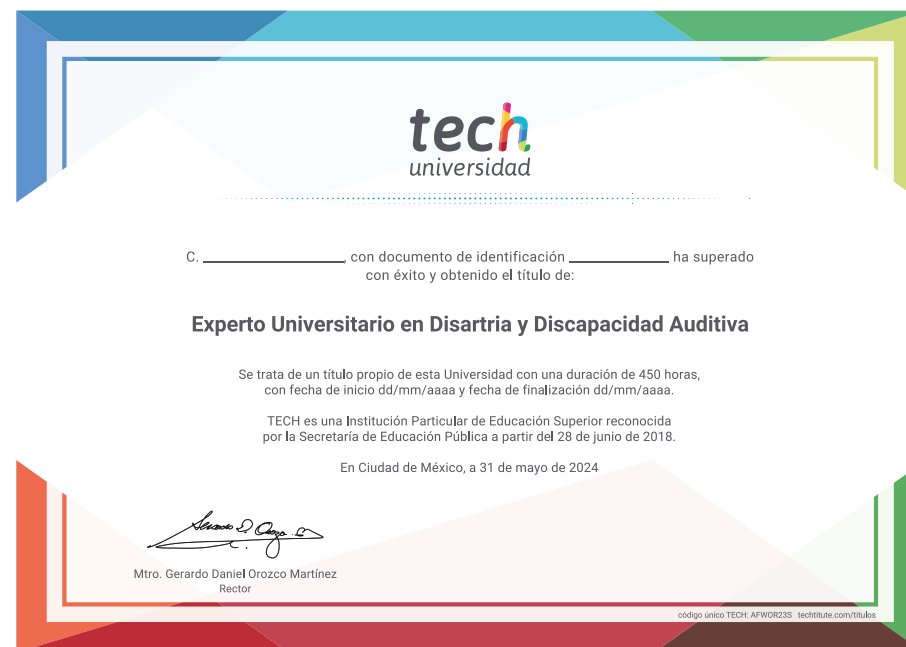 tech
universidad
C. ____________, con documento de identificación ____________ ha superado
con éxito y obtenido el título de:
Experto Universitario en Disartria y Discapacidad Auditiva
Se trata de un título propio de esta Universidad con una duración de 450 horas,
con fecha de inicio dd/mm/aaaa y fecha de finalización dd/mm/aaaa.
TECH es una Institución Particular de Educación Superior reconocida
por la Secretaría de Educación Pública a partir del 28 de junio de 2018.
En Ciudad de México, a 31 de mayo de 2024
Mtro. Gerardo Daniel Orozco Martínez
Rector
código único TECH: AFWOR23S techtitute.com/titulos